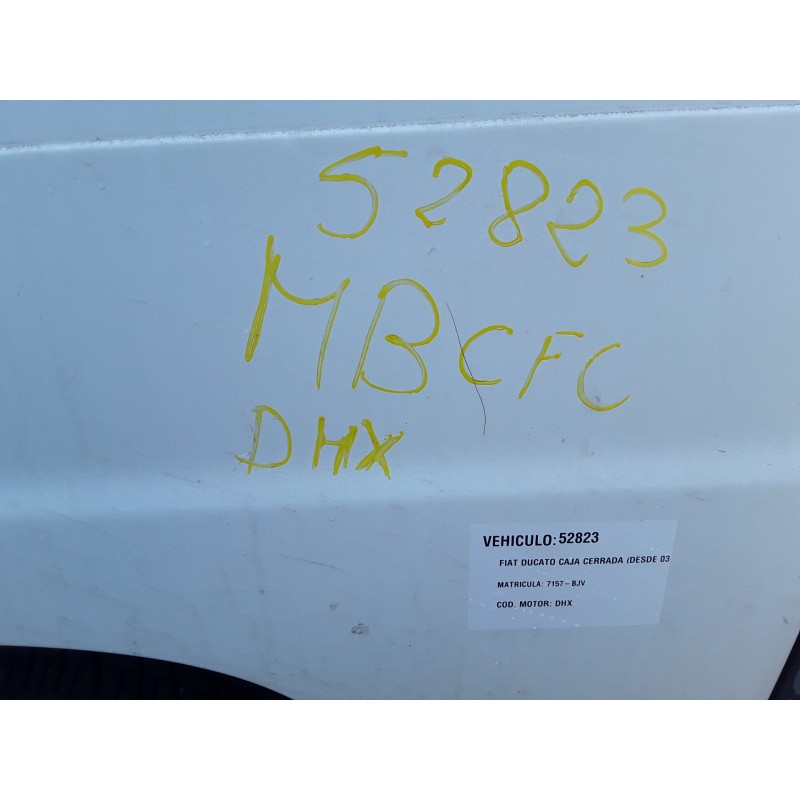 52823
MBCFC
DHX
VEHICULO: 52823
FIAT DUCATO CAJA CERRADA (DESDE 03
MATRICULA: 7157-BJV
COD. MOTOR: DHX